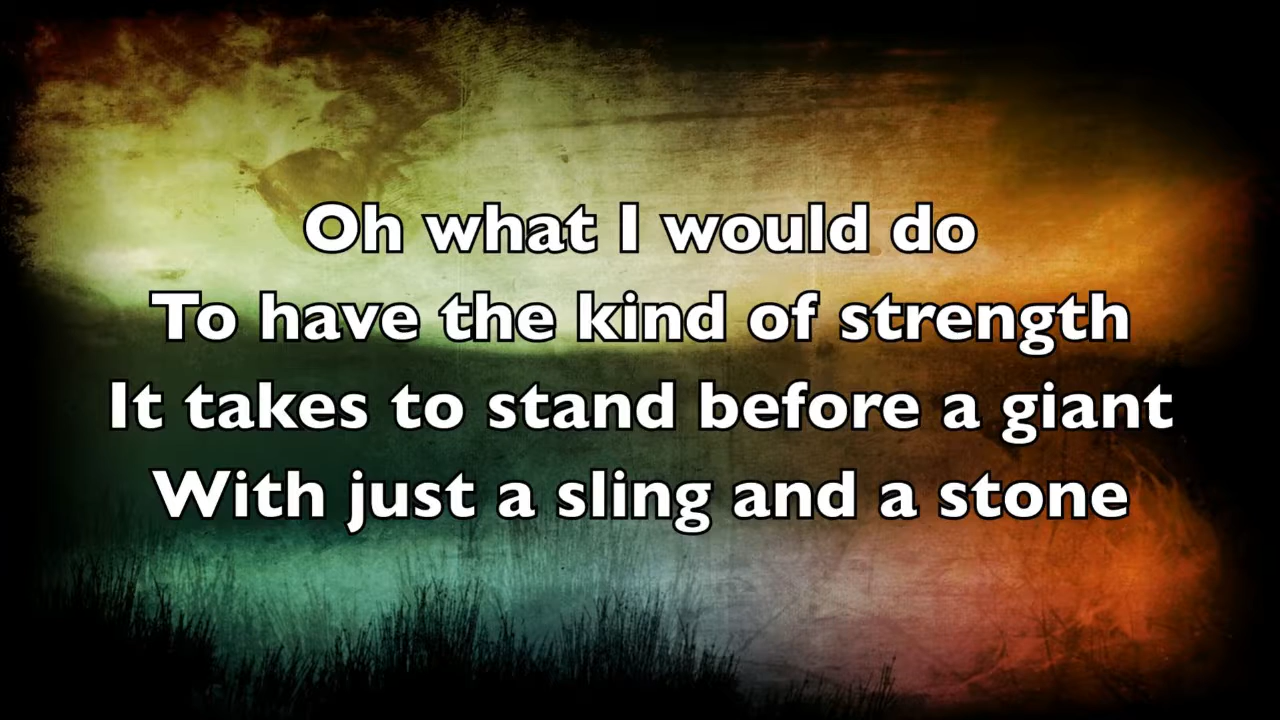 Oh what I would do
To have the kind of strength
It takes to stand before a giant
With just a sling and a stone